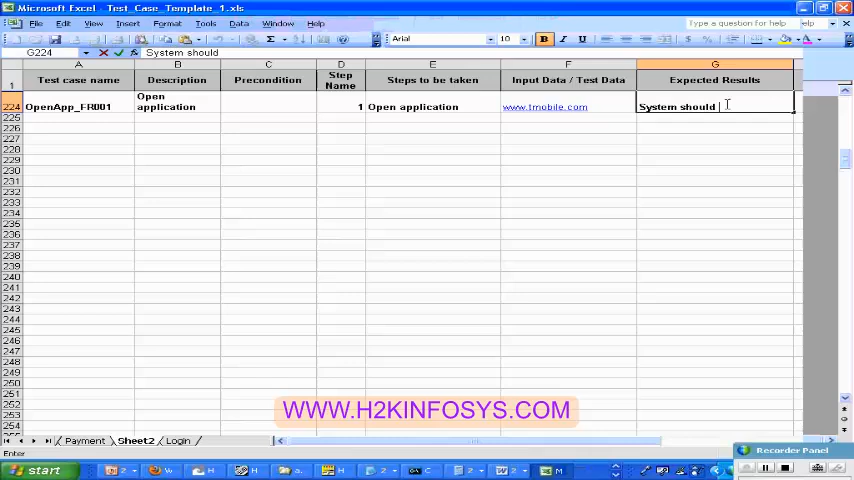 Microsoft Excel - Test_Case_Template_1.xls
File Edit View Insert Format Tools Data Window Help Type a question for help
Arial 10 B I U
G224 System should
A B C D E F G
1 Test case name Description Precondition Step Name Steps to be taken Input Data / Test Data Expected Results
224 OpenApp_FR001 Open application 1 Open application www.tmobile.com System should
225
226
227
228
229
230
231
232
233
234
235
236
237
238
239
240
241
242
243
244
245
246
247
248
249
250
251
252
253
254
WWW.H2KINFOSYS.COM
Payment Sheet2 Login
Enter
Recorder Panel
start